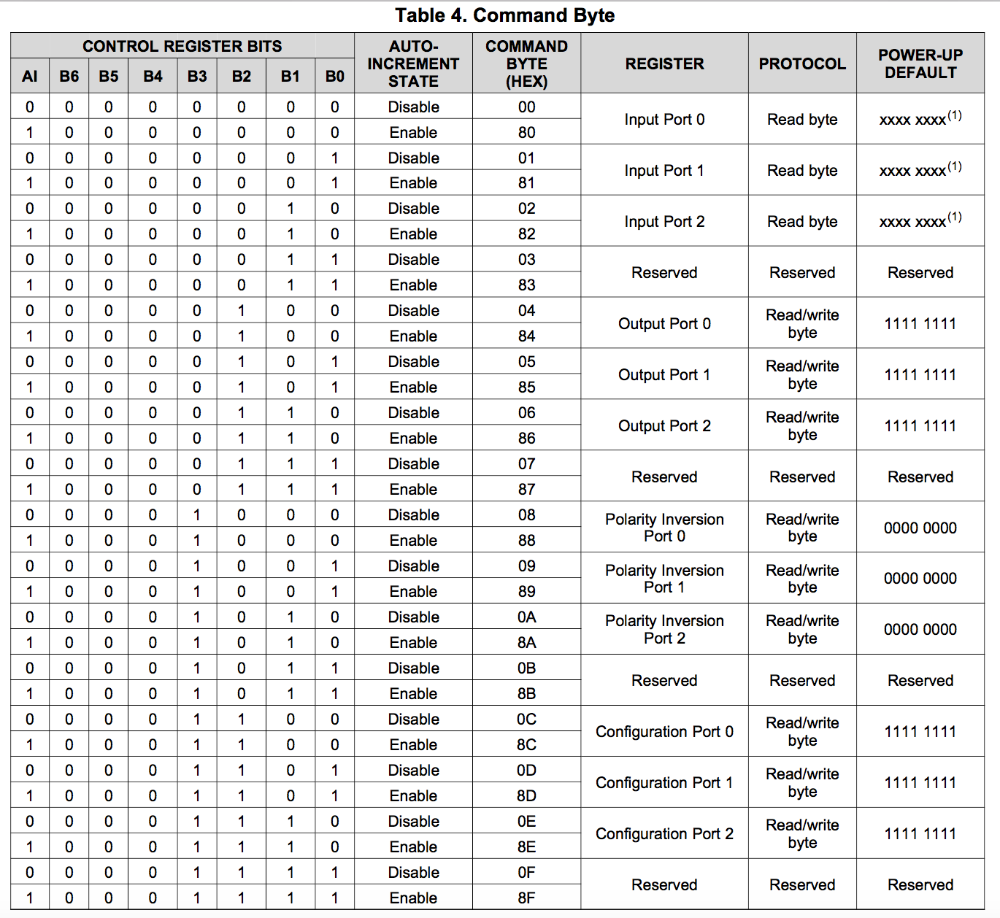 Table 4. Command Byte
CONTROL REGISTER BITS AUTO-INCREMENT STATE COMMAND BYTE (HEX) REGISTER PROTOCOL POWER-UP DEFAULT
AI B6 B5 B4 B3 B2 B1 B0
0 0 0 0 0 0 0 0 Disable 00 Input Port 0 Read byte xxxx xxxx(1)
1 0 0 0 0 0 0 0 Enable 80
0 0 0 0 0 0 0 1 Disable 01 Input Port 1 Read byte xxxx xxxx(1)
1 0 0 0 0 0 0 1 Enable 81
0 0 0 0 0 0 1 0 Disable 02 Input Port 2 Read byte xxxx xxxx(1)
1 0 0 0 0 0 1 0 Enable 82
0 0 0 0 0 0 1 1 Disable 03 Reserved Reserved Reserved
1 0 0 0 0 0 1 1 Enable 83
0 0 0 0 0 1 0 0 Disable 04 Output Port 0 Read/write byte 1111 1111
1 0 0 0 0 1 0 0 Enable 84
0 0 0 0 0 1 0 1 Disable 05 Output Port 1 Read/write byte 1111 1111
1 0 0 0 0 1 0 1 Enable 85
0 0 0 0 0 1 1 0 Disable 06 Output Port 2 Read/write byte 1111 1111
1 0 0 0 0 1 1 0 Enable 86
0 0 0 0 0 1 1 1 Disable 07 Reserved Reserved Reserved
1 0 0 0 0 1 1 1 Enable 87
0 0 0 0 1 0 0 0 Disable 08 Polarity Inversion Port 0 Read/write byte 0000 0000
1 0 0 0 1 0 0 0 Enable 88
0 0 0 0 1 0 0 1 Disable 09 Polarity Inversion Port 1 Read/write byte 0000 0000
1 0 0 0 1 0 0 1 Enable 89
0 0 0 0 1 0 1 0 Disable 0A Polarity Inversion Port 2 Read/write byte 0000 0000
1 0 0 0 1 0 1 0 Enable 8A
0 0 0 0 1 0 1 1 Disable 0B Reserved Reserved Reserved
1 0 0 0 1 0 1 1 Enable 8B
0 0 0 0 1 1 0 0 Disable 0C Configuration Port 0 Read/write byte 1111 1111
1 0 0 0 1 1 0 0 Enable 8C
0 0 0 0 1 1 0 1 Disable 0D Configuration Port 1 Read/write byte 1111 1111
1 0 0 0 1 1 0 1 Enable 8D
0 0 0 0 1 1 1 0 Disable 0E Configuration Port 2 Read/write byte 1111 1111
1 0 0 0 1 1 1 0 Enable 8E
0 0 0 0 1 1 1 1 Disable 0F Reserved Reserved Reserved
1 0 0 0 1 1 1 1 Enable 8F